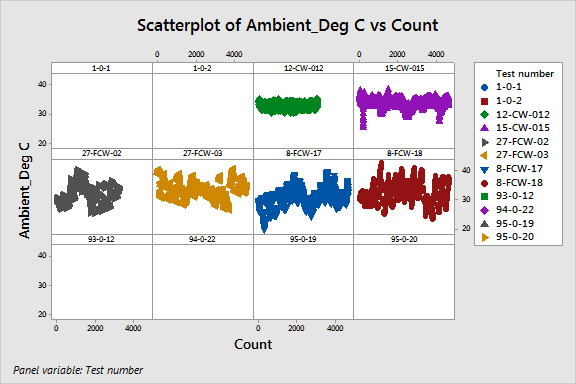 Scatterplot of Ambient_Deg C vs Count
0 2000 4000 0 2000 4000
1-0-1 1-0-2 12-CW-012 15-CW-015
40
30
20
27-FCW-02 27-FCW-03 8-FCW-17 8-FCW-18
40
30
20
93-0-12 94-0-22 95-0-19 95-0-20
40
30
20
0 2000 4000 0 2000 4000
Ambient_Deg C
Count
Test number
1-0-1
1-0-2
12-CW-012
15-CW-015
27-FCW-02
27-FCW-03
8-FCW-17
8-FCW-18
93-0-12
94-0-22
95-0-19
95-0-20
Panel variable: Test number